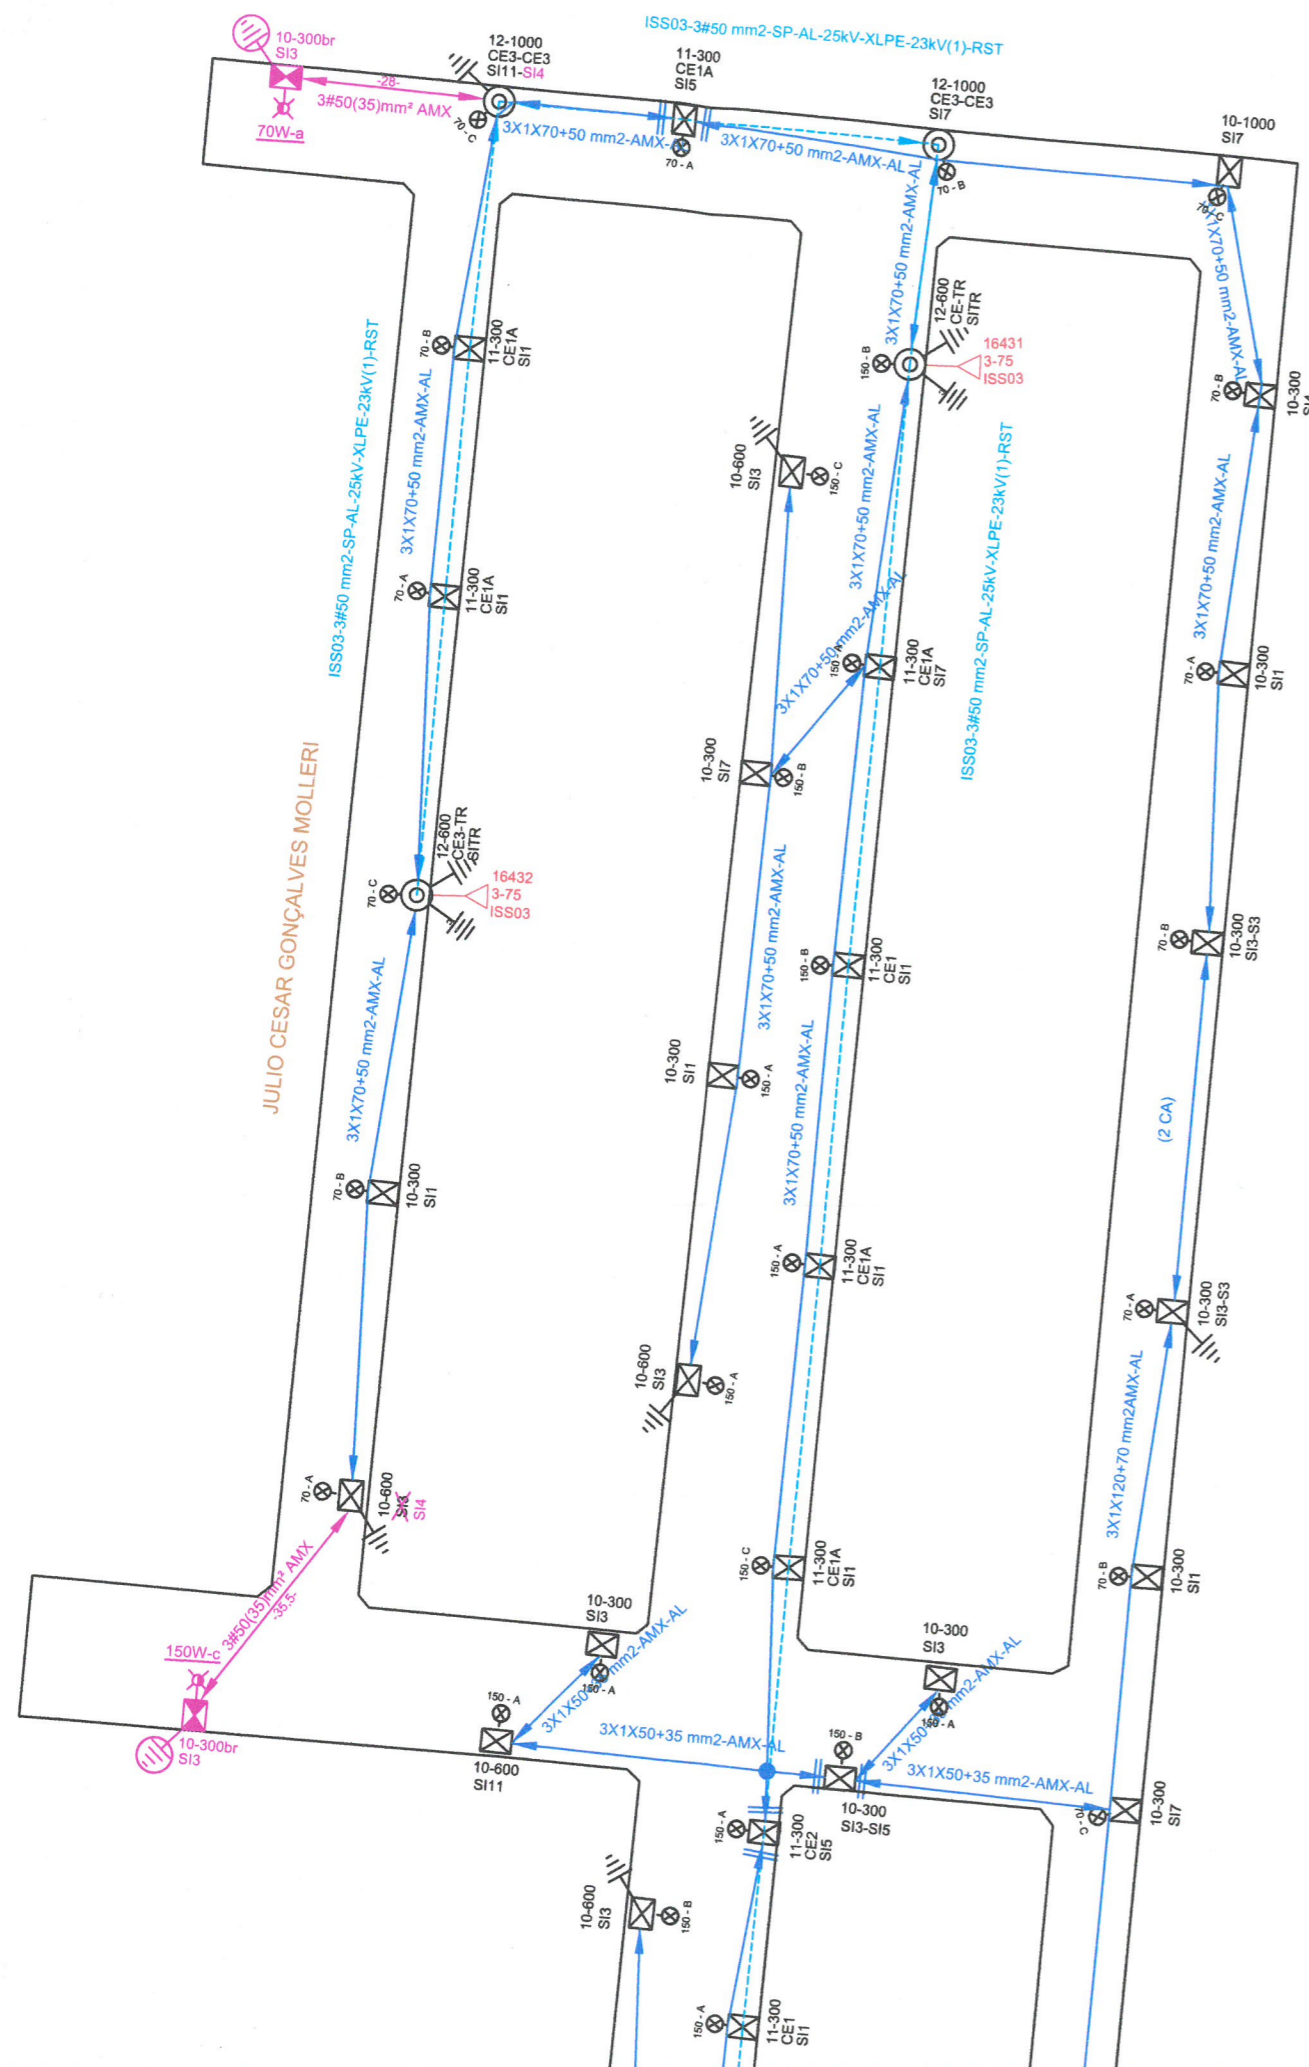 ISS03-3#50 mm2-SP-AL-25kV-XLPE-23kV(1)-RST
10-300br
SI3
-28-
3#50(35)mm² AMX
70W-a
12-1000
CE3-CE3
SI11-SI4
70 - C
3X1X70+50 mm2-AMX-AL
11-300
CE1A
SI5
70 - A
3X1X70+50 mm2-AMX-AL
12-1000
CE3-CE3
SI7
70 - B
10-1000
SI7
70 - C
3X1X70+50 mm2-AMX-AL
3X1X70+50 mm2-AMX-AL
12-600
CE-TR
SITR
150 - B
16431
3-75
ISS03
70 - B
10-300
SI4
70 - B
11-300
CE1A
SI1
ISS03-3#50 mm2-SP-AL-25kV-XLPE-23kV(1)-RST
3X1X70+50 mm2-AMX-AL
10-600
SI3
150 - C
3X1X70+50 mm2-AMX-AL
ISS03-3#50 mm2-SP-AL-25kV-XLPE-23kV(1)-RST
3X1X70+50 mm2-AMX-AL
70 - A
11-300
CE1A
SI1
3X1X70+50 mm2-AMX-AL
11-300
CE1A
SI7
70 - A
10-300
SI1
10-300
SI7
150 - B
JULIO CESAR GONÇALVES MOLLERI
12-600
CE3-TR
SITR
70 - C
16432
3-75
ISS03
3X1X70+50 mm2-AMX-AL
150 - B
11-300
CE1
SI1
70 - B
10-300
SI3-S3
3X1X70+50 mm2-AMX-AL
10-300
SI1
150 - A
3X1X70+50 mm2-AMX-AL
(2 CA)
70 - B
10-300
SI1
150 - A
11-300
CE1A
SI1
70 - A
10-300
SI3-S3
10-600
SI3
150 - A
3X1X120+70 mm2AMX-AL
70 - A
10-600
SI3
SI4
3#50(35)mm² AMX
-35,5-
150 - C
11-300
CE1A
SI1
70 - B
10-300
SI1
10-300
SI3
150 - A
10-300
SI3
150 - A
150W-c
10-300br
SI3
150 - A
10-600
SI11
3X1X50+35 mm2-AMX-AL
150 - B
10-300
SI3-SI5
3X1X50+35 mm2-AMX-AL
70 - C
10-300
SI7
150 - A
11-300
CE2
SI5
10-600
SI3
150 - B
150 - A
11-300
CE1
SI1